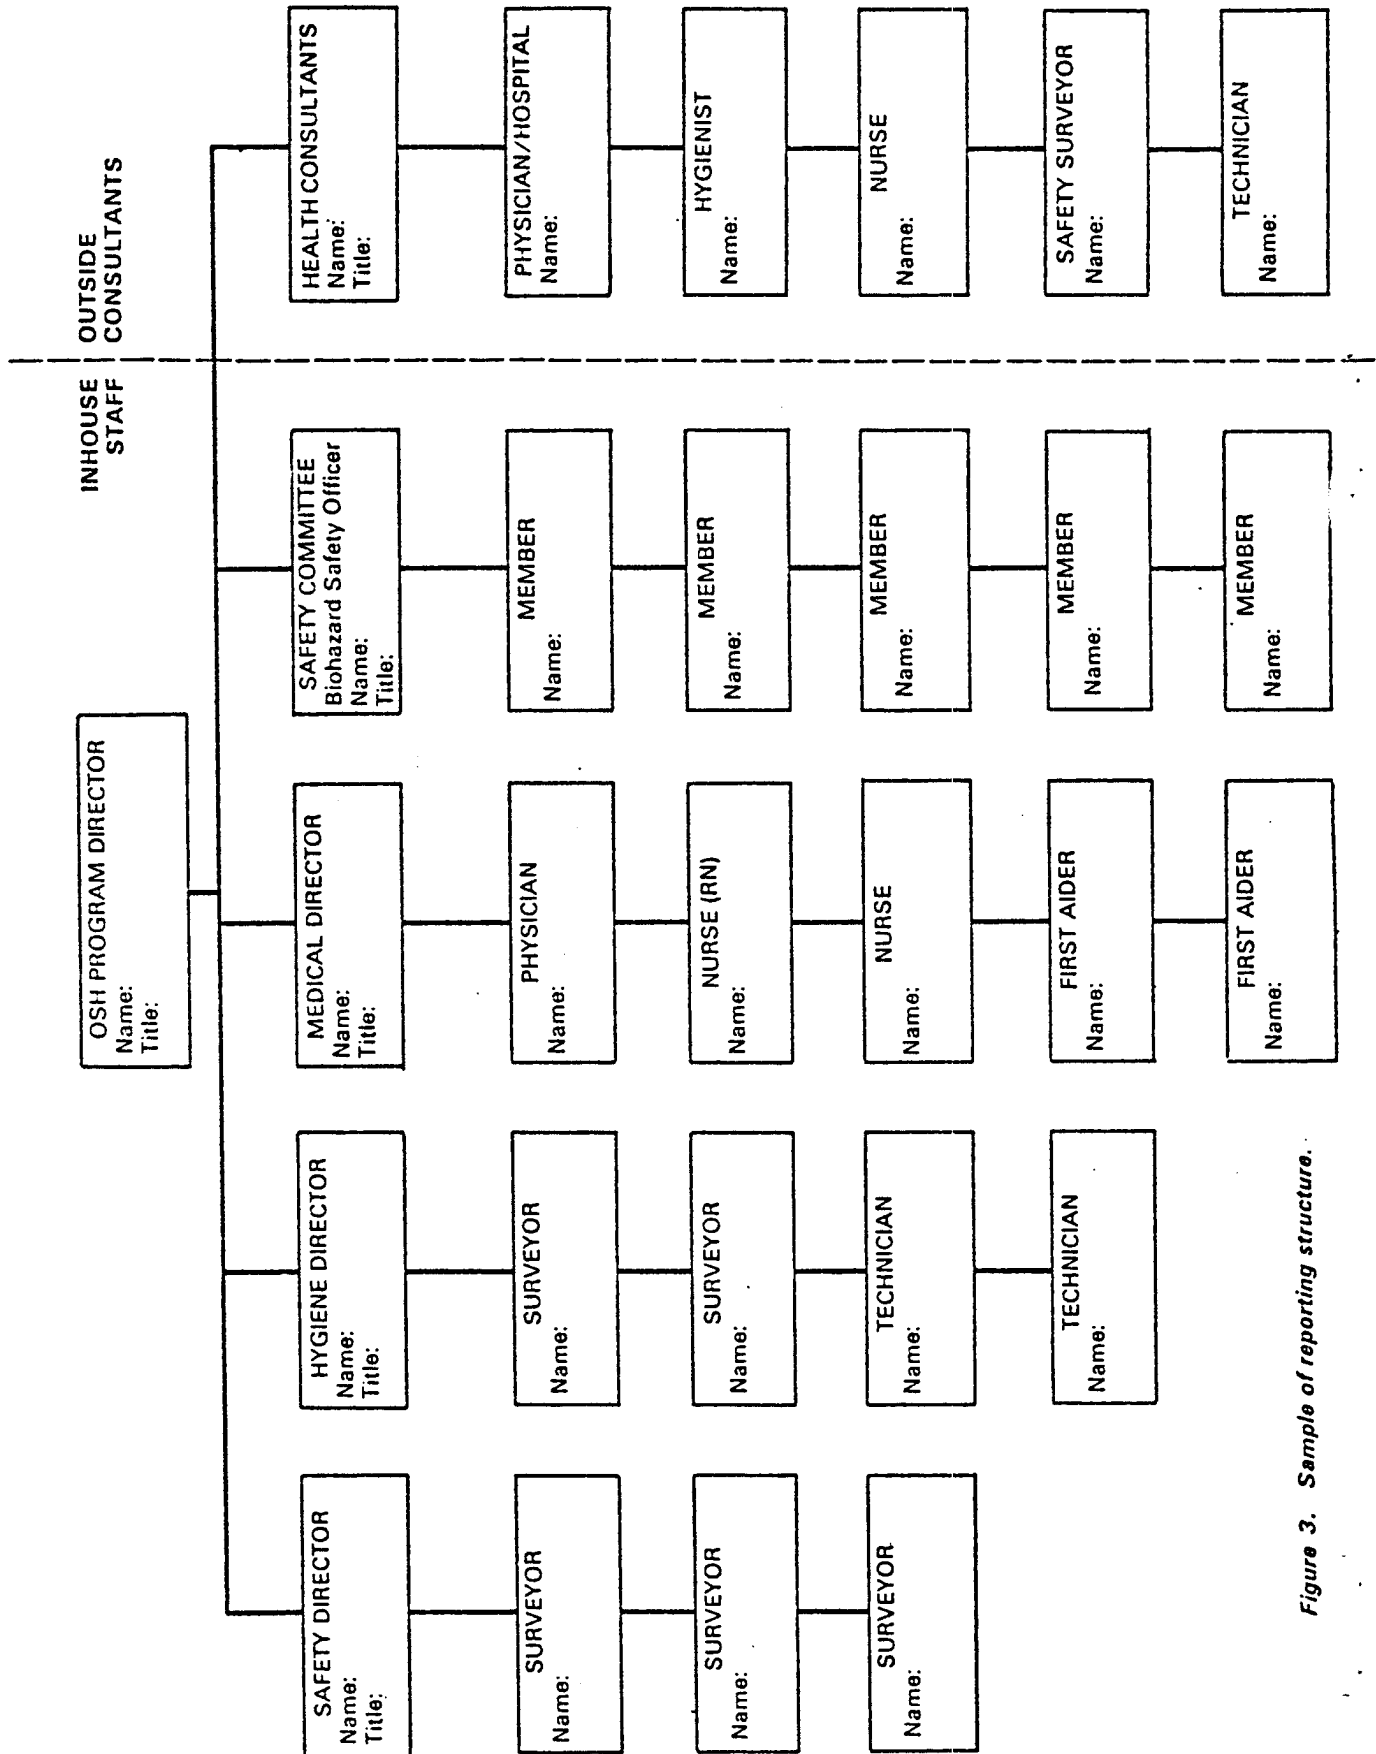 INHOUSE
STAFF
OUTSIDE
CONSULTANTS
OSH PROGRAM DIRECTOR
Name:
Title:
SAFETY DIRECTOR
Name:
Title:
SURVEYOR
Name:
SURVEYOR
Name:
SURVEYOR
Name:
HYGIENE DIRECTOR
Name:
Title:
SURVEYOR
Name:
SURVEYOR
Name:
TECHNICIAN
Name:
TECHNICIAN
Name:
MEDICAL DIRECTOR
Name:
Title:
PHYSICIAN
Name:
NURSE (RN)
Name:
NURSE
Name:
FIRST AIDER
Name:
FIRST AIDER
Name:
SAFETY COMMITTEE
Biohazard Safety Officer
Name:
Title:
MEMBER
Name:
MEMBER
Name:
MEMBER
Name:
MEMBER
Name:
MEMBER
Name:
HEALTH CONSULTANTS
Name:
Title:
PHYSICIAN/HOSPITAL
Name:
HYGIENIST
Name:
NURSE
Name:
SAFETY SURVEYOR
Name:
TECHNICIAN
Name:
Figure 3. Sample of reporting structure.